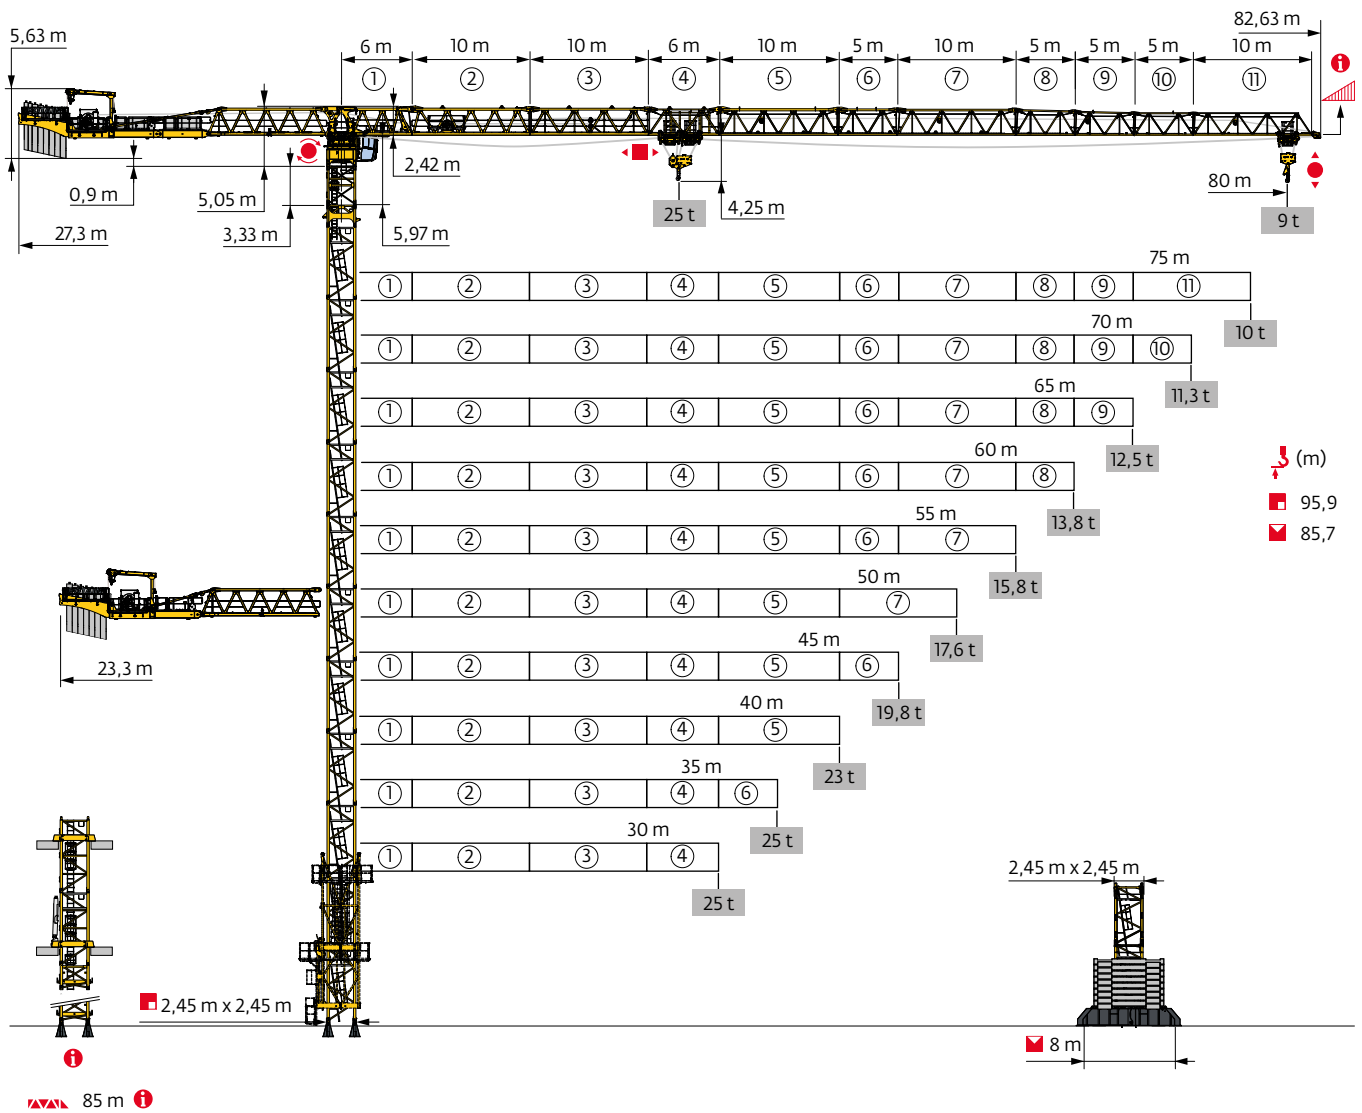 82,63 m
5,63 m
6 m 10 m 10 m 6 m 10 m 5 m 10 m 5 m 5 m 5 m 10 m
1 2 3 4 5 6 7 8 9 10 11
i
2,42 m
0,9 m 5,05 m 80 m
25 t 4,25 m 9 t
27,3 m 3,33 m 5,97 m
75 m
1 2 3 4 5 6 7 8 9 11
10 t
70 m
1 2 3 4 5 6 7 8 9 10
11,3 t
65 m
1 2 3 4 5 6 7 8 9
12,5 t
60 m
1 2 3 4 5 6 7 8
13,8 t
(m)
95,9
85,7
55 m
1 2 3 4 5 6 7
15,8 t
50 m
1 2 3 4 5 7
17,6 t
23,3 m
45 m
1 2 3 4 5 6
19,8 t
40 m
1 2 3 4 5
23 t
35 m
1 2 3 4 6
25 t
30 m
1 2 3 4
25 t
2,45 m x 2,45 m
2,45 m x 2,45 m
8 m
i
85 m i